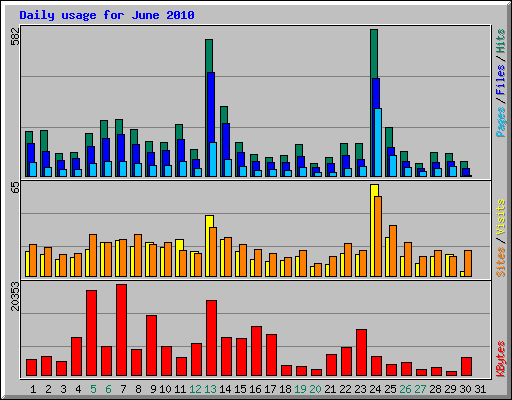 Daily usage for June 2010
582
Pages / Files / Hits
65
Sites / Visits
20353
KBytes
1 2 3 4 5 6 7 8 9 10 11 12 13 14 15 16 17 18 19 20 21 22 23 24 25 26 27 28 29 30 31